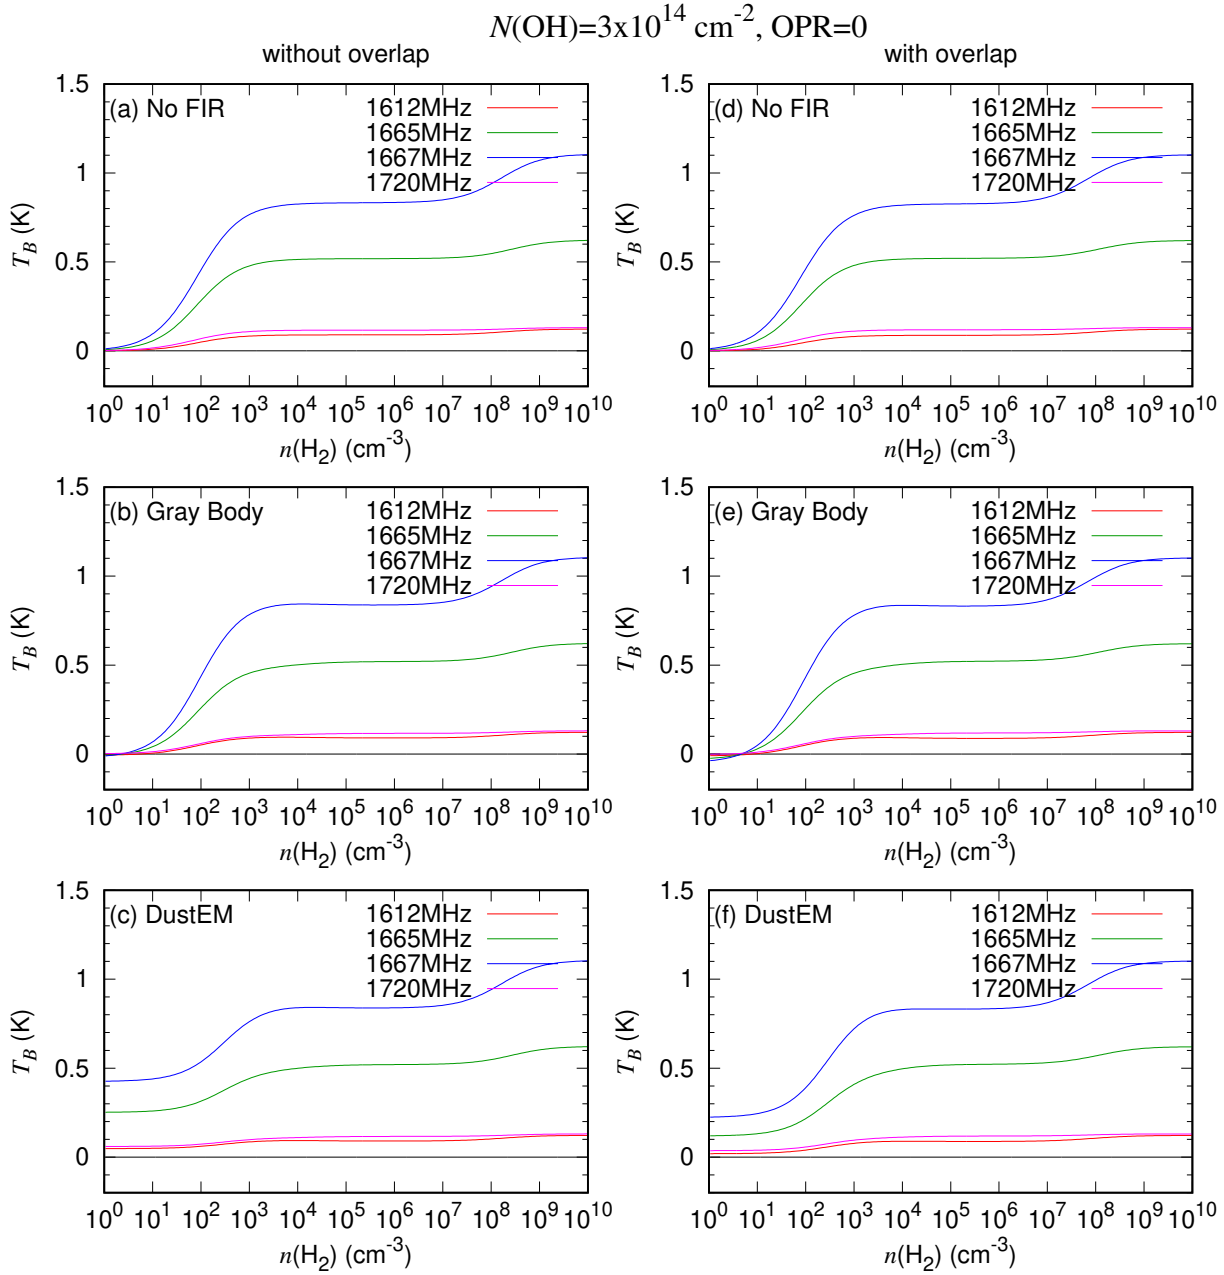 N(OH)=3x10^14 cm^-2, OPR=0
without overlap
with overlap
(a) No FIR
1612MHz
1665MHz
1667MHz
1720MHz
1.5
1
0.5
0
T_B (K)
10^0 10^1 10^2 10^3 10^4 10^5 10^6 10^7 10^8 10^9 10^10
n(H_2) (cm^-3)
(d) No FIR
1612MHz
1665MHz
1667MHz
1720MHz
1.5
1
0.5
0
T_B (K)
10^0 10^1 10^2 10^3 10^4 10^5 10^6 10^7 10^8 10^9 10^10
n(H_2) (cm^-3)
(b) Gray Body
1612MHz
1665MHz
1667MHz
1720MHz
1.5
1
0.5
0
T_B (K)
10^0 10^1 10^2 10^3 10^4 10^5 10^6 10^7 10^8 10^9 10^10
n(H_2) (cm^-3)
(e) Gray Body
1612MHz
1665MHz
1667MHz
1720MHz
1.5
1
0.5
0
T_B (K)
10^0 10^1 10^2 10^3 10^4 10^5 10^6 10^7 10^8 10^9 10^10
n(H_2) (cm^-3)
(c) DustEM
1612MHz
1665MHz
1667MHz
1720MHz
1.5
1
0.5
0
T_B (K)
10^0 10^1 10^2 10^3 10^4 10^5 10^6 10^7 10^8 10^9 10^10
n(H_2) (cm^-3)
(f) DustEM
1612MHz
1665MHz
1667MHz
1720MHz
1.5
1
0.5
0
T_B (K)
10^0 10^1 10^2 10^3 10^4 10^5 10^6 10^7 10^8 10^9 10^10
n(H_2) (cm^-3)